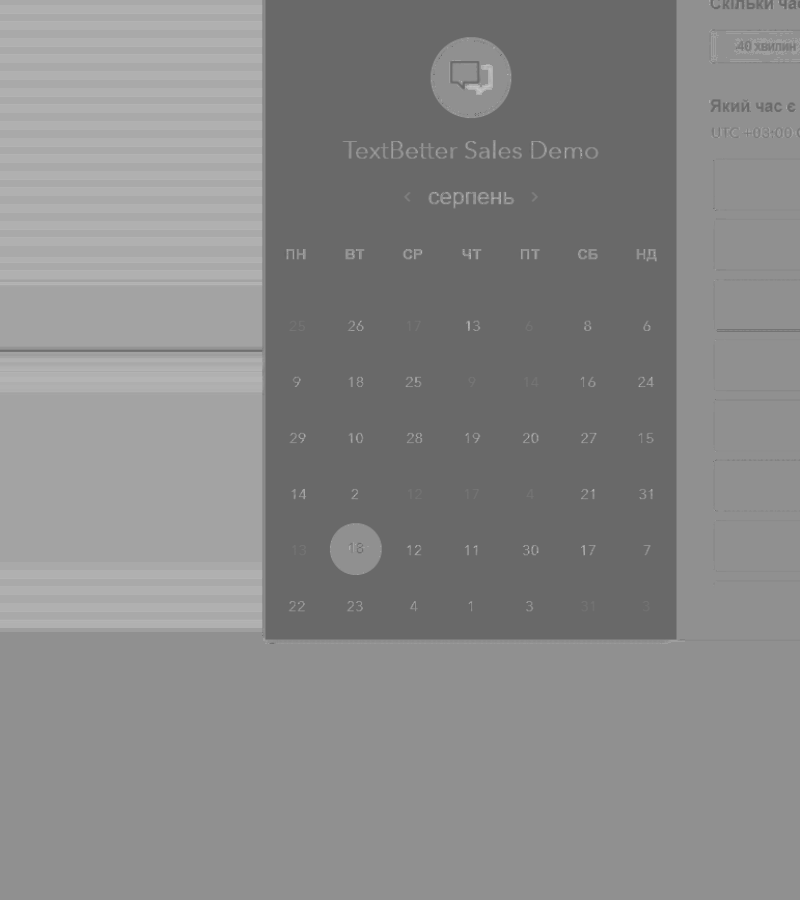 TextBetter Sales Demo
серпень
ПН ВТ СР ЧТ ПТ СБ НД
25 26 17 13 6 8 6
9 18 25 9 14 16 24
29 10 28 19 20 27 15
14 2 12 17 4 21 31
13 18 12 11 30 17 7
22 23 4 1 3 31 3
Скільки час
40 хвилин
Який час є
UTC +03:00